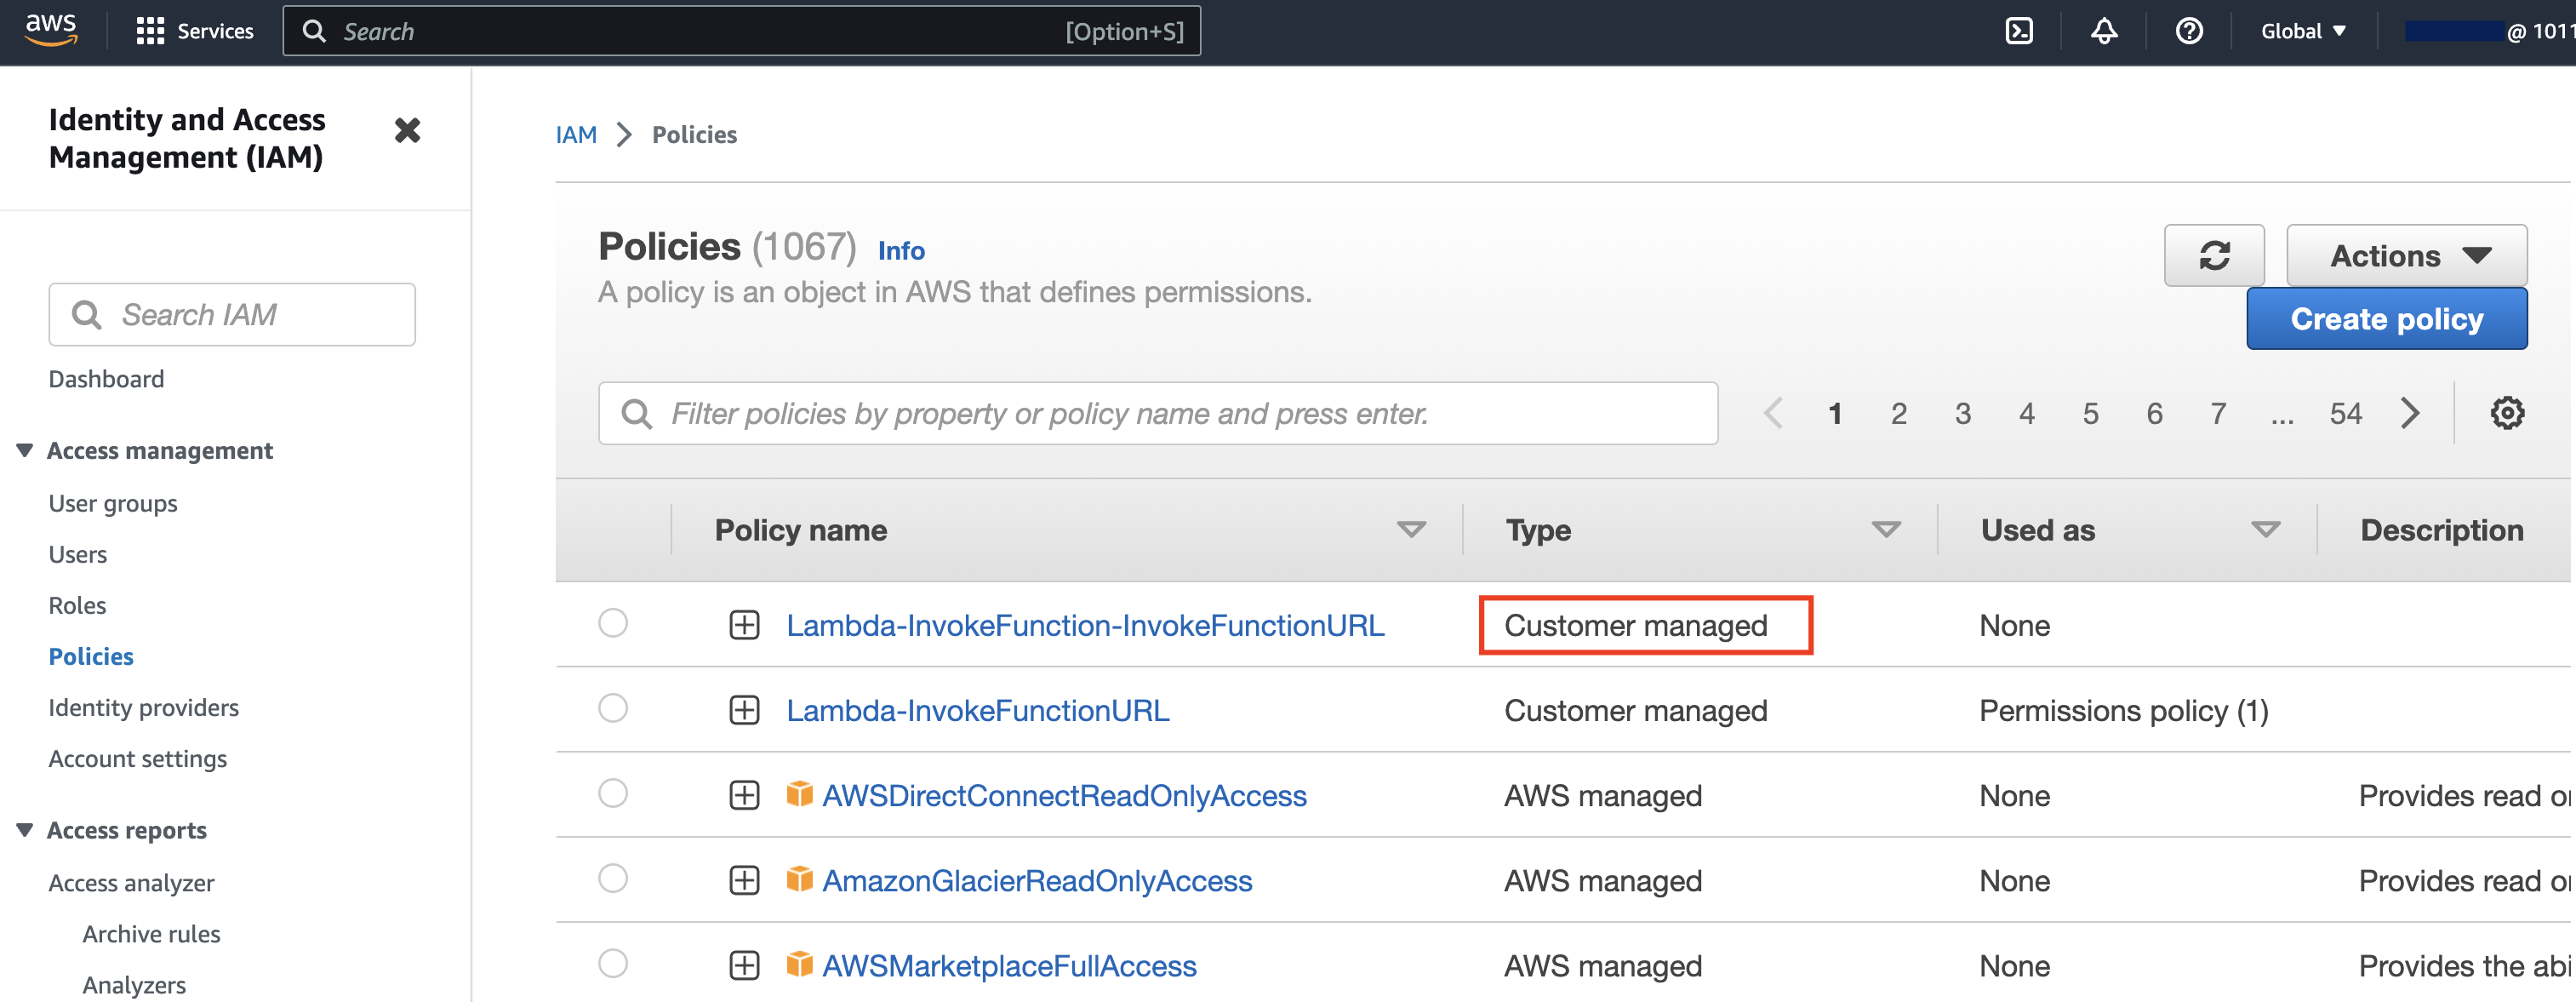 aws
Services
Search
[Option+S]
Global
@ 1011
Identity and Access
Management (IAM)
Search IAM
Dashboard
Access management
User groups
Users
Roles
Policies
Identity providers
Account settings
Access reports
Access analyzer
Archive rules
Analyzers
IAM > Policies
Policies (1067) Info
A policy is an object in AWS that defines permissions.
Actions
Create policy
Filter policies by property or policy name and press enter.
1 2 3 4 5 6 7 ... 54
Policy name Type Used as Description
Lambda-InvokeFunction-InvokeFunctionURL Customer managed None
Lambda-InvokeFunctionURL Customer managed Permissions policy (1)
AWSDirectConnectReadOnlyAccess AWS managed None Provides read
AmazonGlacierReadOnlyAccess AWS managed None Provides read
AWSMarketplaceFullAccess AWS managed None Provides the